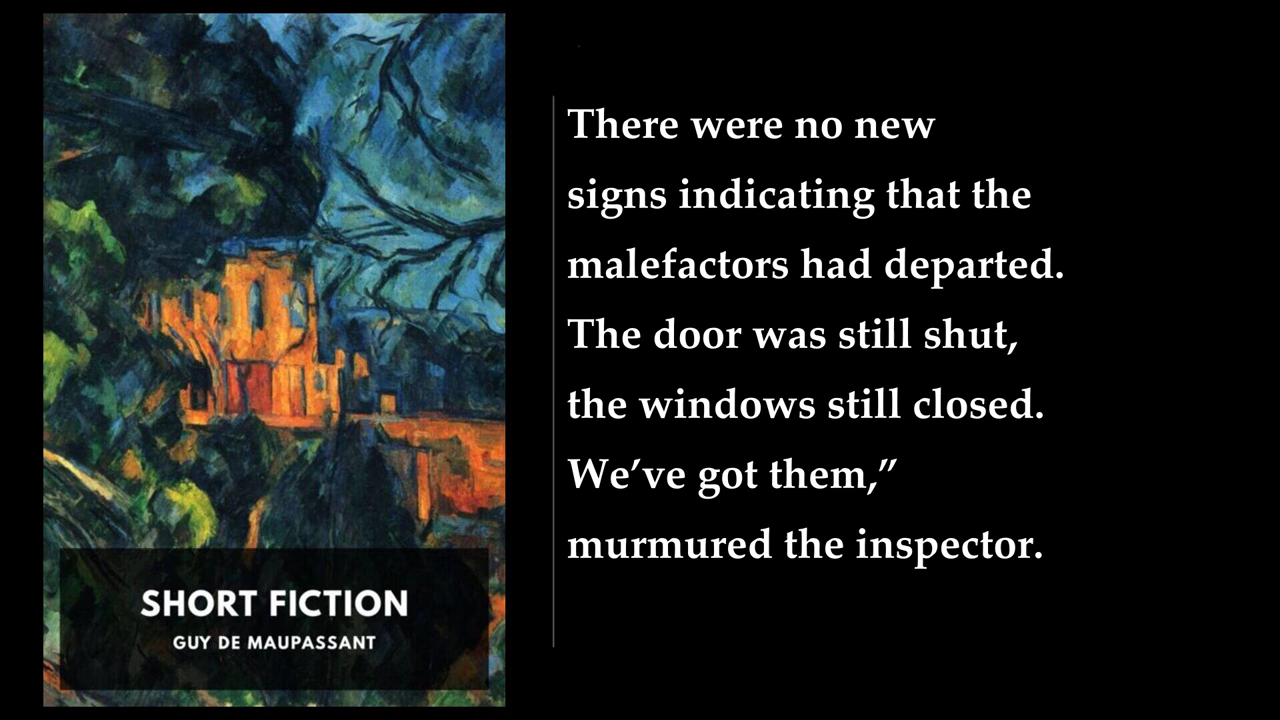 SHORT FICTION
GUY DE MAUPASSANT
There were no new
signs indicating that the
malefactors had departed.
The door was still shut,
the windows still closed.
We’ve got them,”
murmured the inspector.